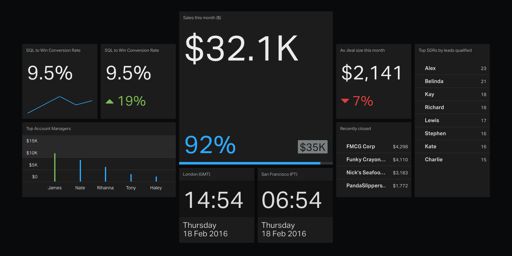 SQL to Win Conversion Rate
9.5%
SQL to Win Conversion Rate
9.5%
19%
Top Account Managers
$15K
$10K
$5K
$0
James
Nate
Rihanna
Tony
Haley
Sales this month ($)
$32.1K
92%
$35K
London (GMT)
14:54
Thursday
18 Feb 2016
San Francisco (PT)
06:54
Thursday
18 Feb 2016
Av. deal size this month
$2,141
7%
Recently closed
FMCG Corp $4,298
Funky Crayon... $4,110
Nick's Seafoo... $3,183
PandaSlippers.. $1,772
Top SDRs by leads qualified
Alex 23
Belinda 21
Kay 18
Richard 18
Lewis 17
Stephen 16
Kate 16
Charlie 15